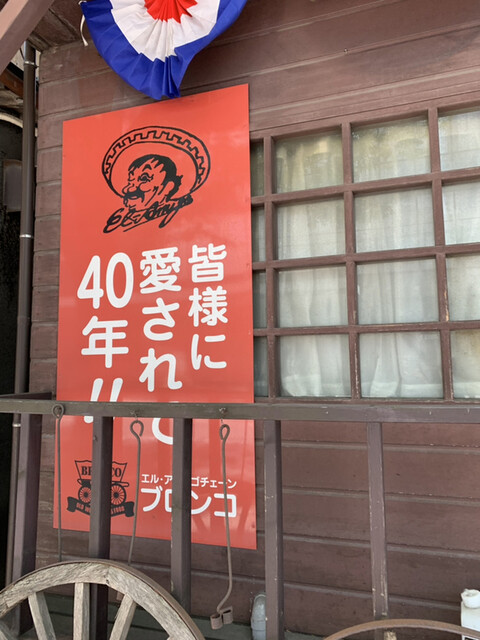 皆様に
愛されて
40年!!
エル・アミーゴチェーン
ブロンコ